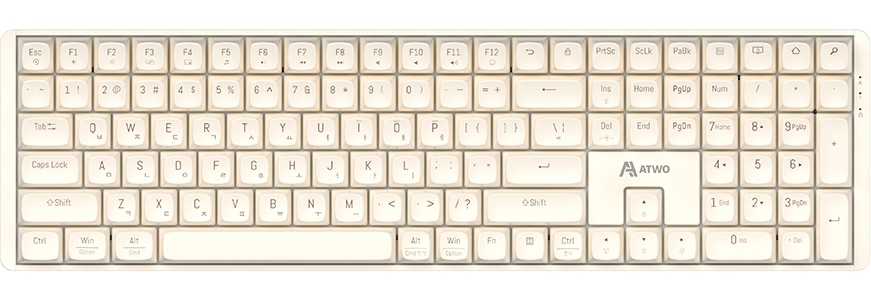 Esc F1 F2 F3 F4 F5 F6 F7 F8 F9 F10 F11 F12 PrtSc ScLk PaBk
~ ` 1 ! 2 @ 3 # 4 $ 5 % 6 ^ 7 & 8 * 9 ( 0 ) - _ = + ← Ins Home PgUp Num / * -
Tab Q ㅂ W ㅈ E ㄷ R ㄱ T ㅅ Y ㅛ U ㅕ I ㅑ O ㅐ P ㅔ [ { ] } \ ¦ Del End PgDn 7 Home 8 ▲ 9 PgUp +
Caps Lock A ㅁ S ㄴ D ㅇ F ㄹ G ㅎ H ㅗ J ㅓ K ㅏ L ㅣ ; : ' " ↵ ATWO 4 ◂ 5 6 ▸
⇧Shift Z ㅋ X ㅌ C ㅊ V ㅍ B ㅠ N ㅜ M ㅡ , < . > / ? ⇧Shift 1 End 2 ▾ 3 PgDn ↵
Ctrl Win Option Alt Cmd Alt Cmd Win Option Fn Ctrl 0 Ins . Del